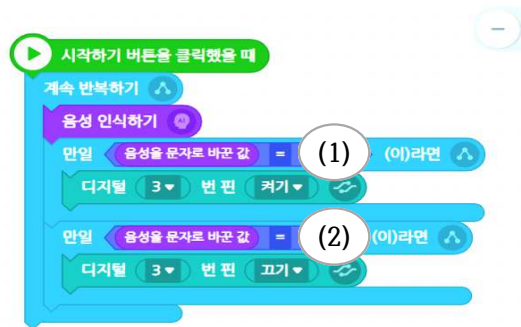 시작하기 버튼을 클릭했을 때
계속 반복하기
음성 인식하기
만일 음성을 문자로 바꾼 값 = (1) (이)라면
디지털 3 번 핀 켜기
만일 음성을 문자로 바꾼 값 = (2) (이)라면
디지털 3 번 핀 끄기